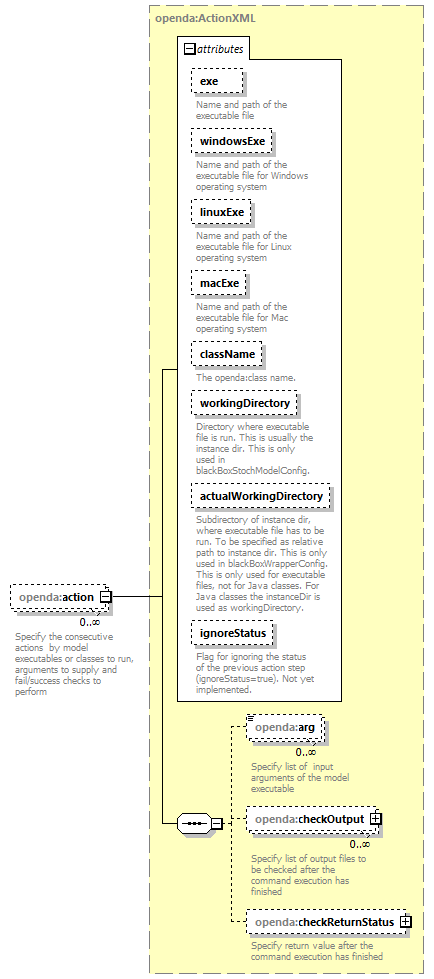 openda:ActionXML
attributes
exe
Name and path of the
executable file
windowsExe
Name and path of the
executable file for Windows
operating system
linuxExe
Name and path of the
executable file for Linux
operating system
macExe
Name and path of the
executable file for Mac
operating system
className
The openda:class name.
workingDirectory
Directory where executable
file is run. This is usually the
instance dir. This is only
used in
blackBoxStochModelConfig.
actualWorkingDirectory
Subdirectory of instance dir,
where executable file has to be
run. To be specified as relative
path to instance dir. This is only
used in blackBoxWrapperConfig.
This is only used for executable
files, not for Java classes. For
Java classes the instanceDir is
used as workingDirectory.
ignoreStatus
Flag for ignoring the status
of the previous action step
(ignoreStatus=true). Not yet
implemented.
openda:action
0..∞
Specify the consecutive
actions by model
executables or classes to run,
arguments to supply and
fail/success checks to
perform
openda:arg
0..∞
Specify list of input
arguments of the model
executable
openda:checkOutput
0..∞
Specify list of output files to
be checked after the
command execution has
finished
openda:checkReturnStatus
Specify return value after the
command execution has finished